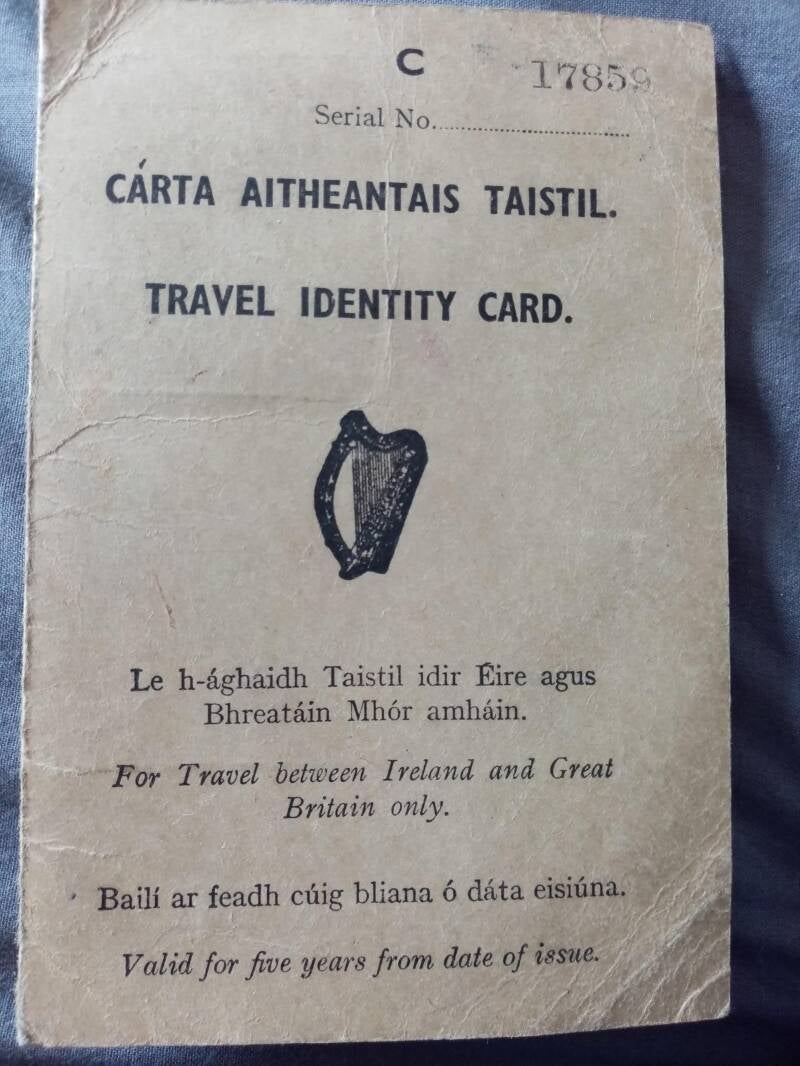 C 17859
Serial No.
CÁRTA AITHEANTAIS TAISTIL.
TRAVEL IDENTITY CARD.
Le h-ághaidh Taistil idir Éire agus
Bhreatáin Mhór amháin.
For Travel between Ireland and Great
Britain only.
Bailí ar feadh cúig bliana ó dáta eisiúna.
Valid for five years from date of issue.